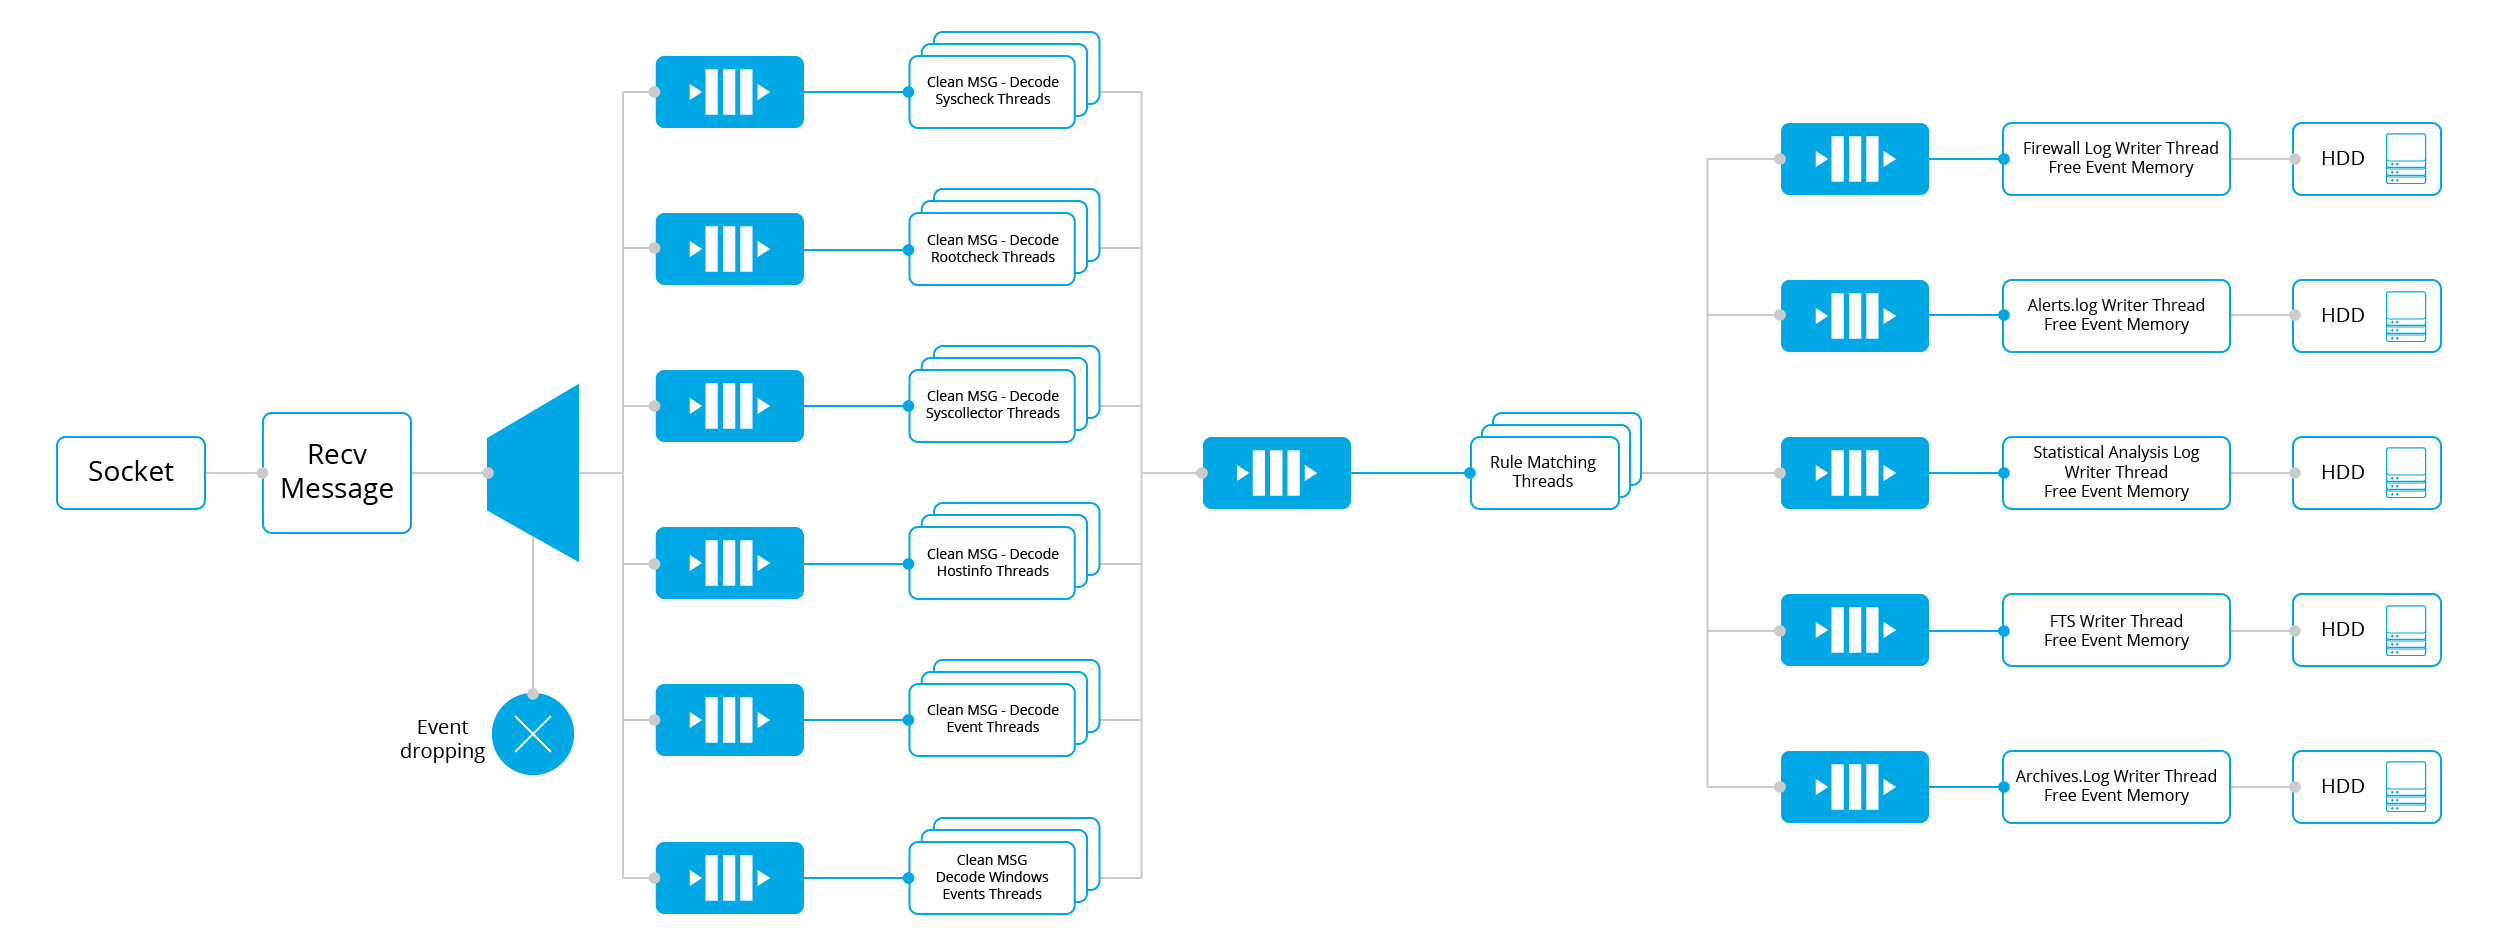 Socket
Recv
Message
Event
dropping
Clean MSG - Decode
Syscheck Threads
Clean MSG - Decode
Rootcheck Threads
Clean MSG - Decode
Syscollector Threads
Clean MSG - Decode
Hostinfo Threads
Clean MSG - Decode
Event Threads
Clean MSG
Decode Windows
Events Threads
Rule Matching
Threads
Firewall Log Writer Thread
Free Event Memory
HDD
Alerts.log Writer Thread
Free Event Memory
HDD
Statistical Analysis Log
Writer Thread
Free Event Memory
HDD
FTS Writer Thread
Free Event Memory
HDD
Archives.Log Writer Thread
Free Event Memory
HDD